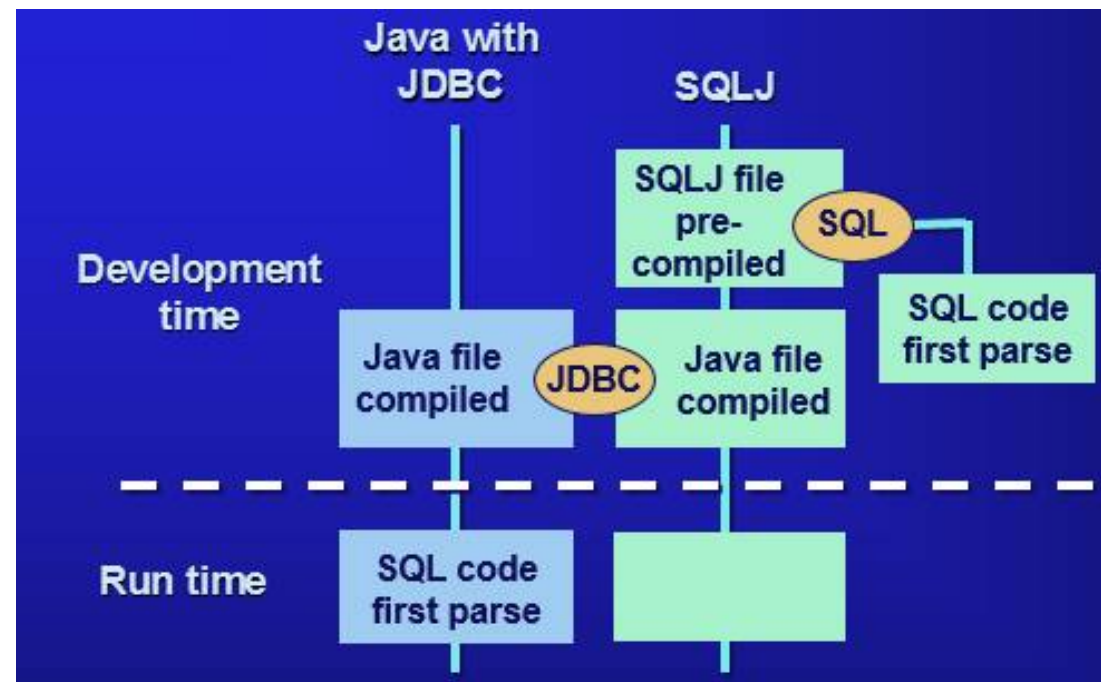 Java with
JDBC
SQLJ
Development
time
SQLJ file
pre-
compiled
SQL
SQL code
first parse
Java file
compiled
JDBC
Java file
compiled
Run time
SQL code
first parse